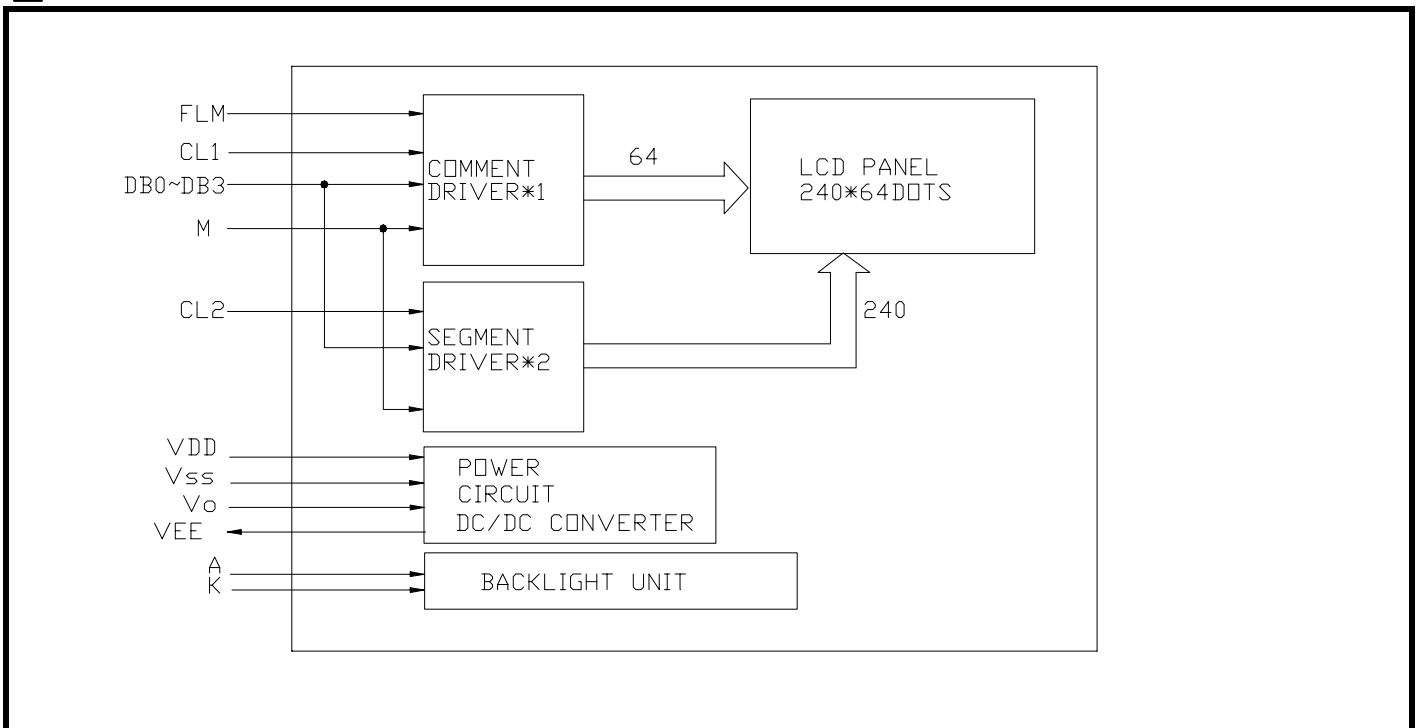 FLM
CL1
DB0~DB3
M
COMMENT
DRIVER*1
64
LCD PANEL
240*64DOTS
CL2
SEGMENT
DRIVER*2
240
VDD
Vss
Vo
VEE
POWER
CIRCUIT
DC/DC CONVERTER
A
K
BACKLIGHT UNIT